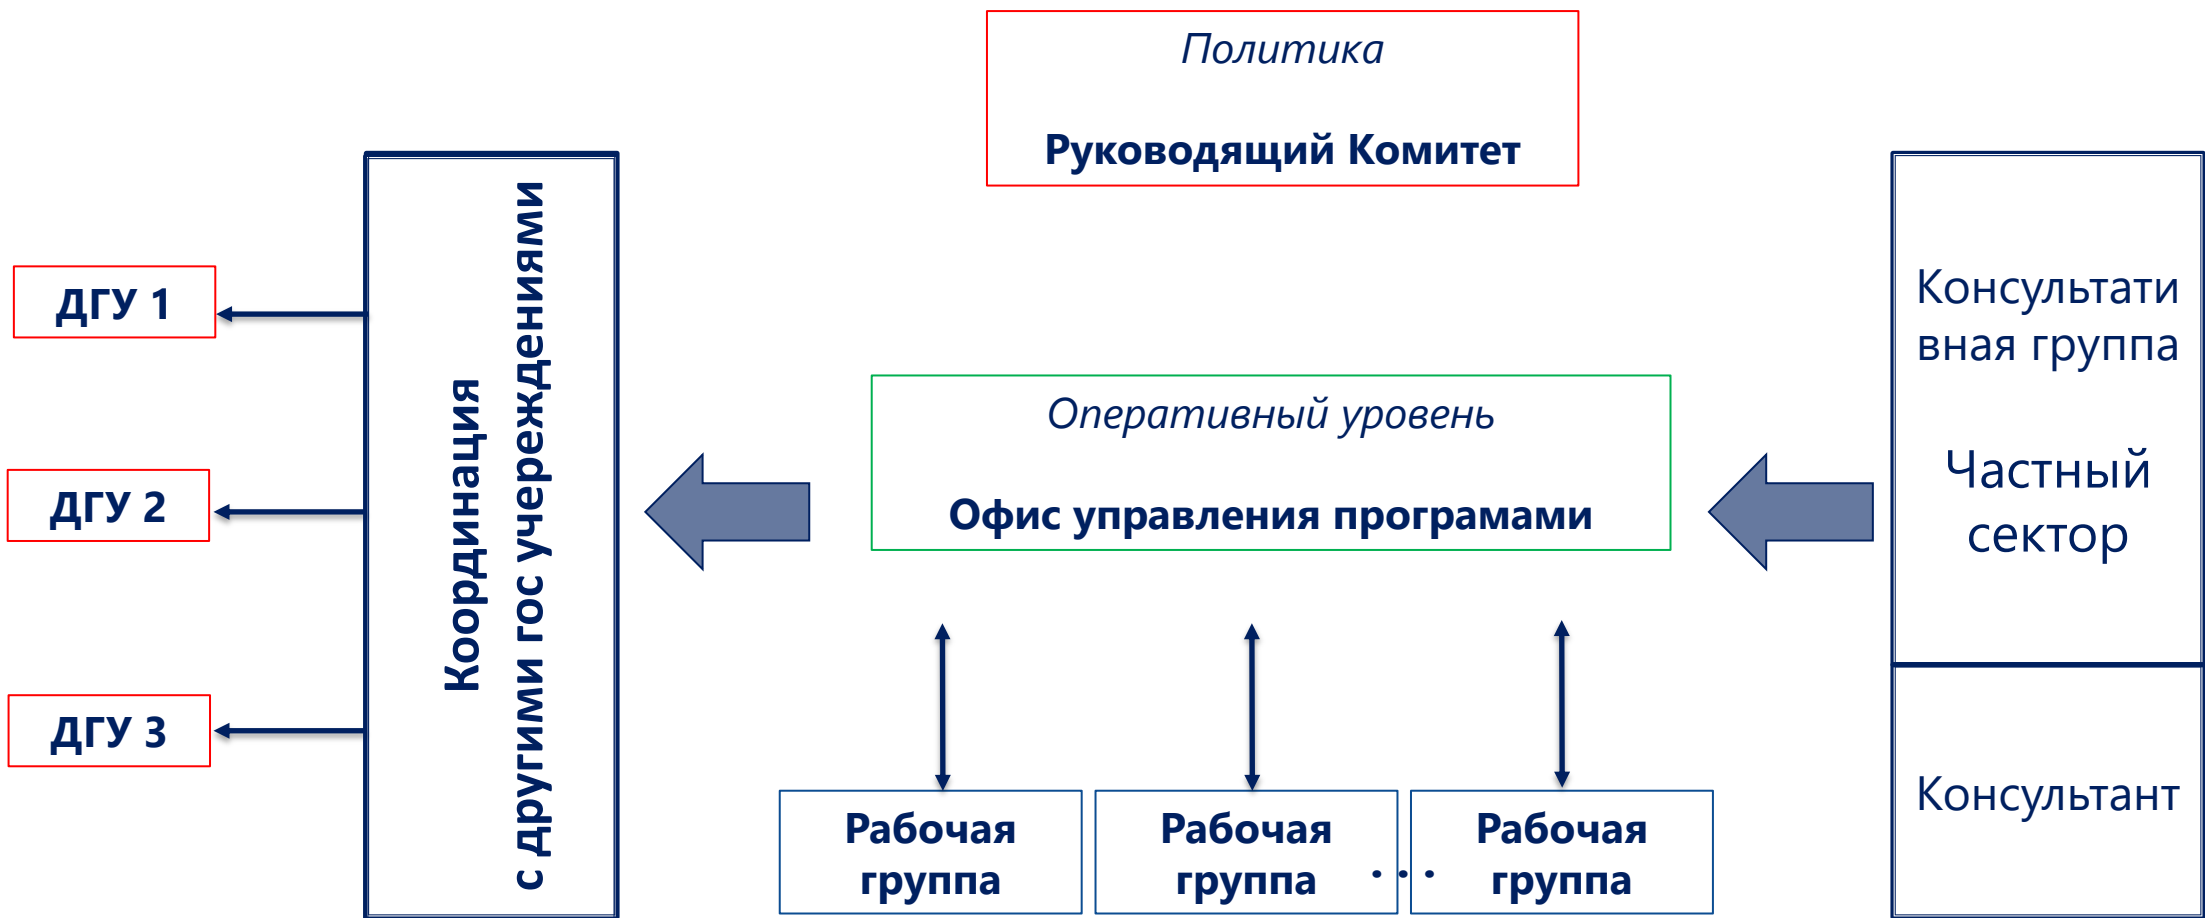 Политика
Руководящий Комитет
ДГУ 1
ДГУ 2
ДГУ 3
Координация
с другими гос учереждениями
Оперативный уровень
Офис управления програмами
Рабочая
группа
Рабочая
группа
...
Рабочая
группа
Консультати
вная группа
Частный
сектор
Консультант